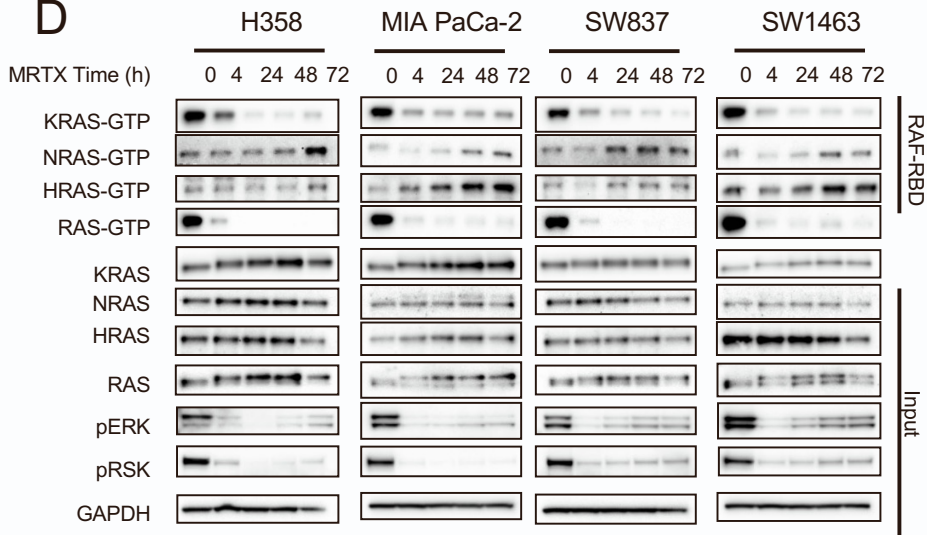 D
H358 MIA PaCa-2 SW837 SW1463
MRTX Time (h) 0 4 24 48 72 0 4 24 48 72 0 4 24 48 72 0 4 24 48 72
KRAS-GTP
NRAS-GTP
HRAS-GTP
RAS-GTP
RAF-RBD
KRAS
NRAS
HRAS
RAS
pERK
pRSK
GAPDH
Input